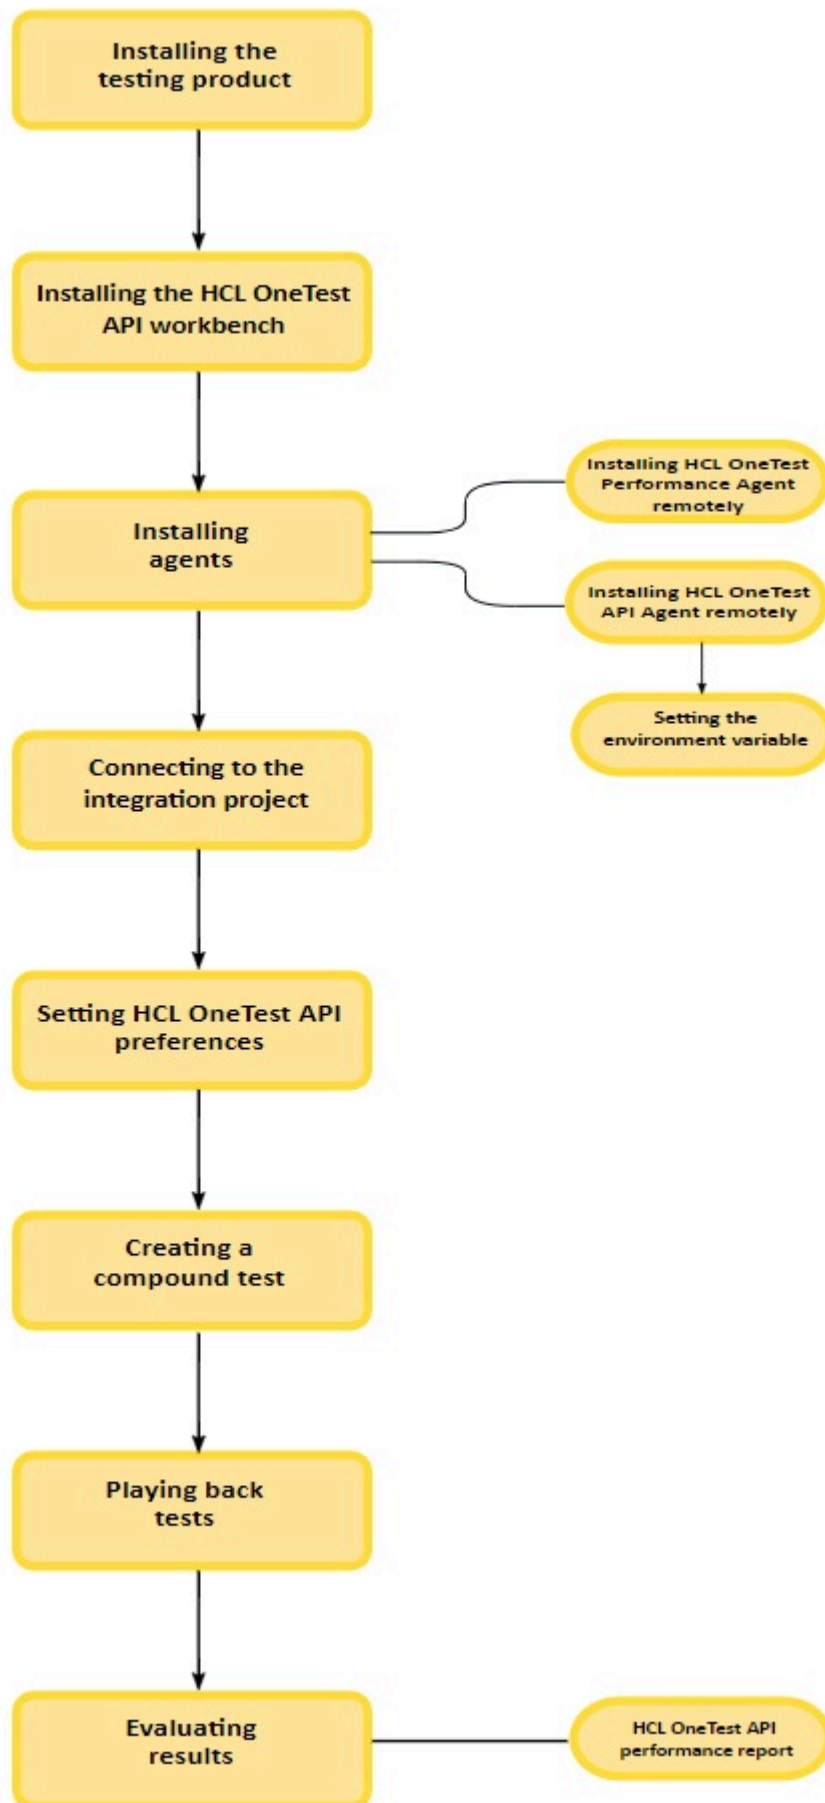 Installing the
testing product
Installing the HCL OneTest
API workbench
Installing
agents
Installing HCL OneTest
Performance Agent
remotely
Installing HCL OneTest
API Agent remotely
Setting the
environment variable
Connecting to the
integration project
Setting HCL OneTest API
preferences
Creating a
compound test
Playing back
tests
Evaluating
results
HCL OneTest API
performance report